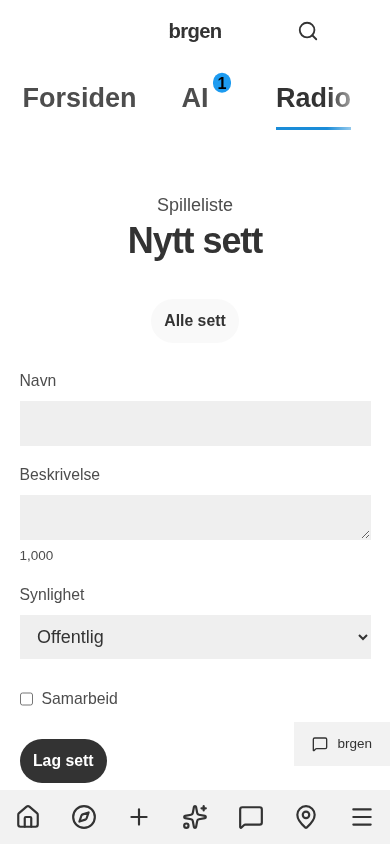 brgen
Forsiden AI 1 Radio
Spilleliste
Nytt sett
Alle sett
Navn
Beskrivelse
1,000
Synlighet
Offentlig
Samarbeid
brgen
Lag sett